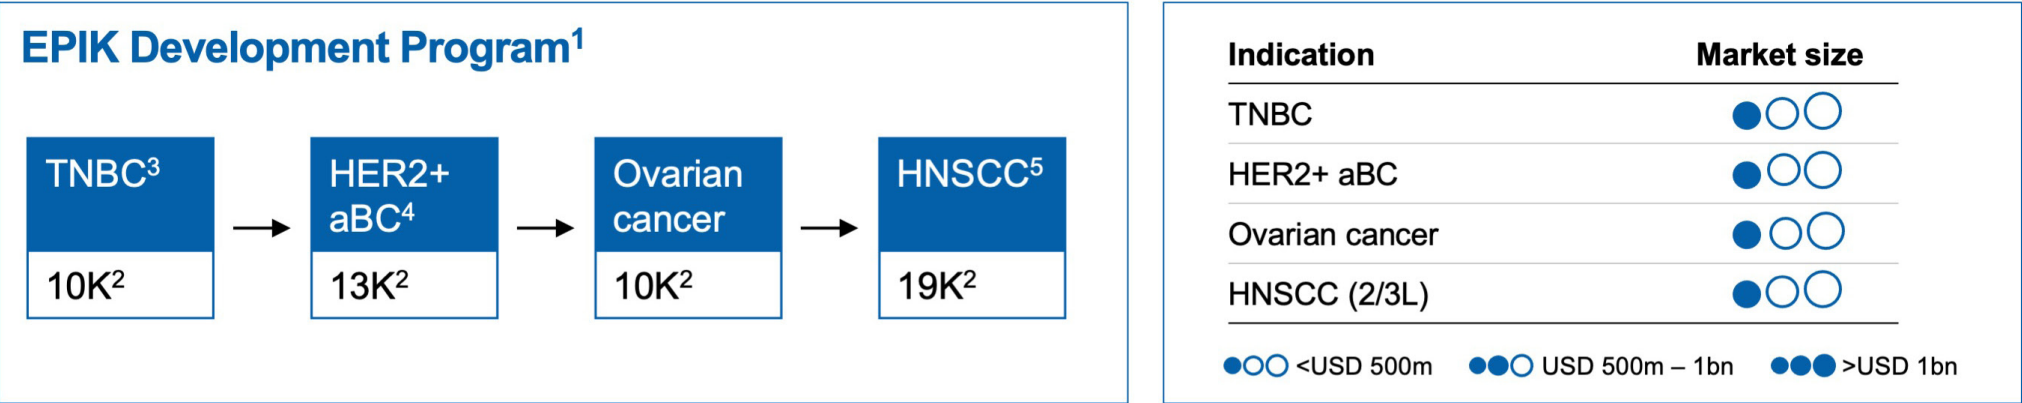 EPIK Development Program¹
TNBC³
10K²
HER2+
aBC⁴
13K²
Ovarian
cancer
10K²
HNSCC⁵
19K²
Indication Market size
TNBC
HER2+ aBC
Ovarian cancer
HNSCC (2/3L)
<USD 500m USD 500m – 1bn >USD 1bn